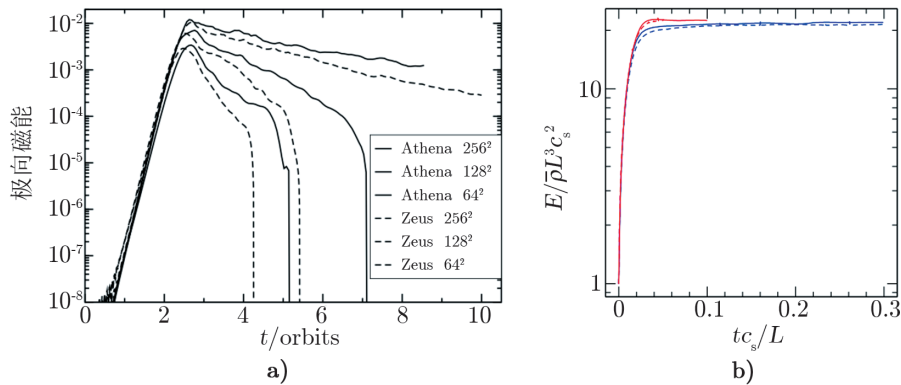 极向磁能
10⁻²
10⁻³
10⁻⁴
10⁻⁵
10⁻⁶
10⁻⁷
10⁻⁸
0 2 4 6 8 10
t/orbits
Athena 256²
Athena 128²
Athena 64²
Zeus 256²
Zeus 128²
Zeus 64²
a)
E/ρ̄L³cₛ²
10
1
0 0.1 0.2 0.3
tcₛ/L
b)